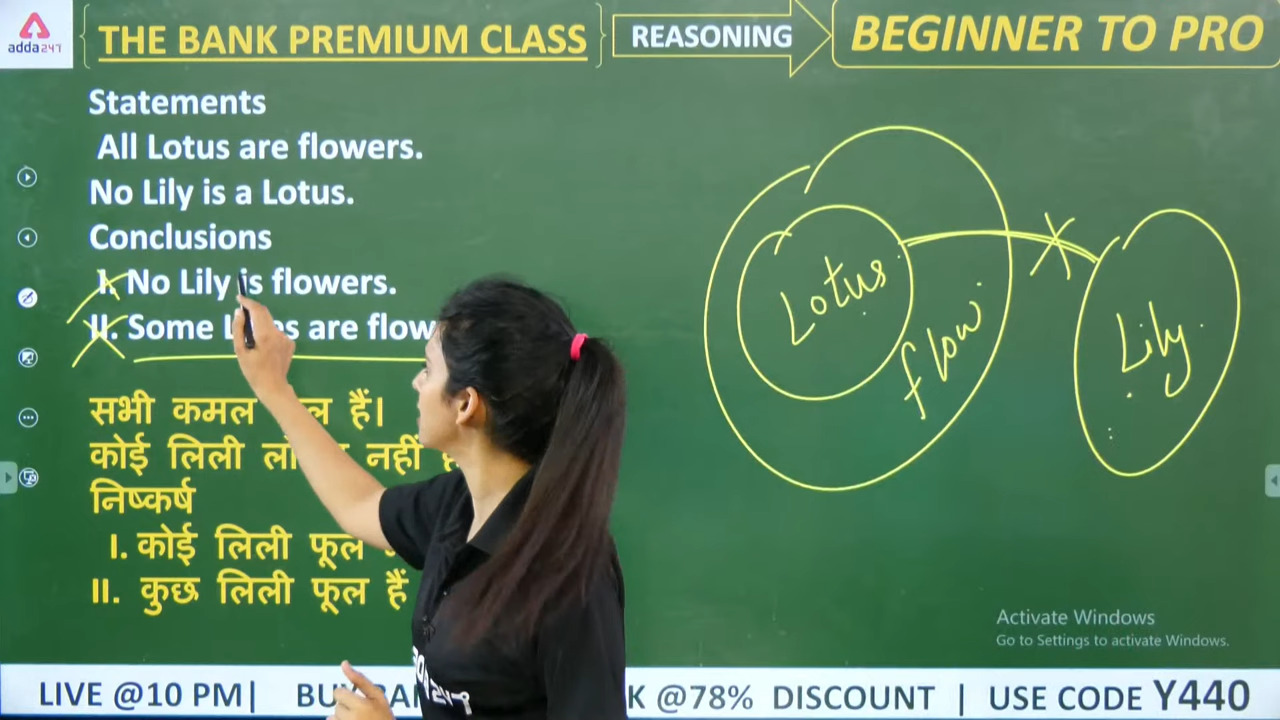 adda247
THE BANK PREMIUM CLASS
REASONING
BEGINNER TO PRO
Statements
All Lotus are flowers.
No Lily is a Lotus.
Conclusions
I. No Lily is flowers.
II. Some are flow
सभी कमल हैं।
कोई लिली नहीं
निष्कर्ष
I. कोई लिली फूल
II. कुछ लिली फूल हैं
Lotus
flow
Lily
Activate Windows
Go to Settings to activate Windows.
LIVE @10 PM| @78% DISCOUNT | USE CODE Y440